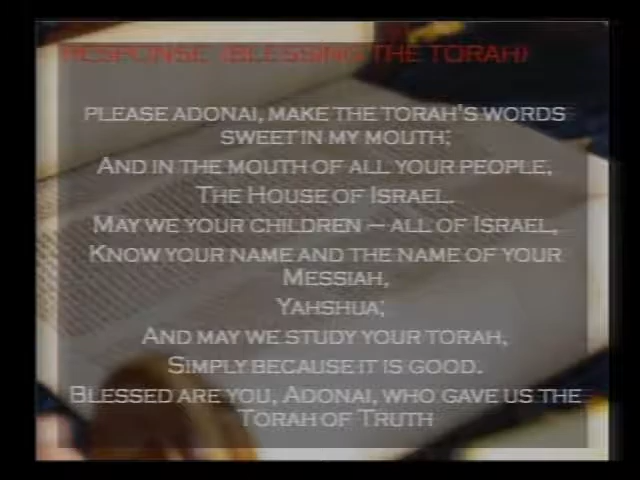 RESPONSE (BLESSING THE TORAH)
PLEASE ADONAI, MAKE THE TORAH'S WORDS
SWEET IN MY MOUTH;
AND IN THE MOUTH OF ALL YOUR PEOPLE,
THE HOUSE OF ISRAEL.
MAY WE YOUR CHILDREN – ALL OF ISRAEL,
KNOW YOUR NAME AND THE NAME OF YOUR
MESSIAH,
YAHSHUA;
AND MAY WE STUDY YOUR TORAH,
SIMPLY BECAUSE IT IS GOOD.
BLESSED ARE YOU, ADONAI, WHO GAVE US THE
TORAH OF TRUTH